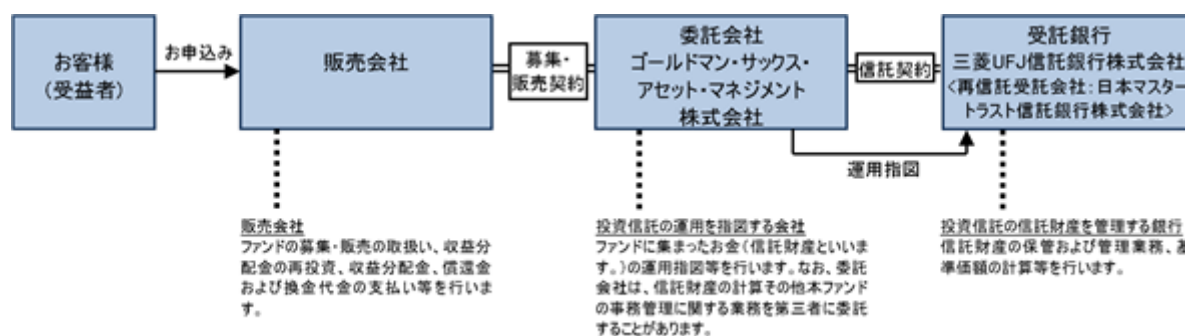 お客様
（受益者）
お申込み
販売会社
募集・
販売契約
委託会社
ゴールドマン・サックス・
アセット・マネジメント
株式会社
信託契約
受託銀行
三菱UFJ信託銀行株式会社
＜再信託受託会社：日本マスター
トラスト信託銀行株式会社＞
運用指図
販売会社
ファンドの募集・販売の取扱い、収益分
配金の再投資、収益分配金、償還金
および換金代金の支払い等を行いま
す。
投資信託の運用を指図する会社
ファンドに集まったお金（信託財産といいま
す。）の運用指図等を行います。なお、委託
会社は、信託財産の計算その他本ファンド
の事務管理に関する業務を第三者に委託
することがあります。
投資信託の信託財産を管理する銀行
信託財産の保管および管理業務、基
準価額の計算等を行います。